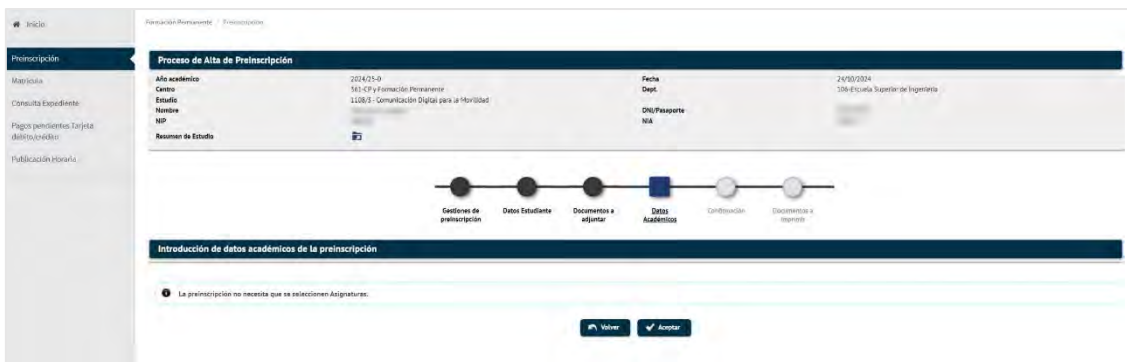 Inicio
Formación Permanente / Preinscripción
Preinscripción
Matrícula
Consulta Expediente
Pagos pendientes Tarjeta
débito/crédito
Publicación Horaria
Proceso de Alta de Preinscripción
Año académico 2024/25-0 Fecha 24/10/2024
Centro 361-CP y Formación Permanente Dept. 106-Escuela Superior de Ingeniería
Estudio 1108/3 - Comunicación Digital para la Movilidad
Nombre DNI/Pasaporte
NIP NIA
Resumen de Estudio
Gestiones de
preinscripción
Datos Estudiante
Documentos a
adjuntar
Datos
Académicos
Confirmación
Documentos a
imprimir
Introducción de datos académicos de la preinscripción
La preinscripción no necesita que se seleccionen Asignaturas.
Volver
Aceptar